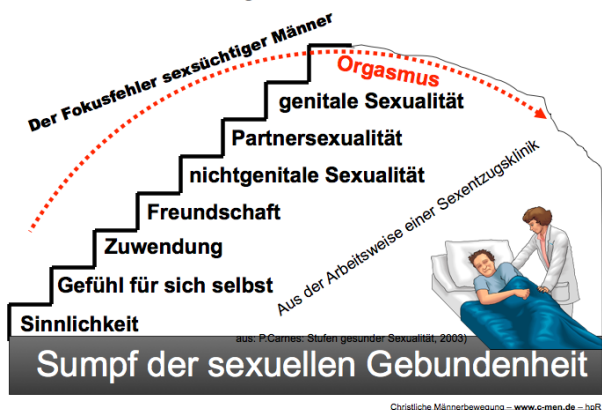 Der Fokusfehler sexsüchtiger Männer
Orgasmus
genitale Sexualität
Partnersexualität
nichtgenitale Sexualität
Freundschaft
Zuwendung
Gefühl für sich selbst
Sinnlichkeit
Aus der Arbeitsweise einer Sexentzugsklinik
aus: P.Carnes: Stufen gesunder Sexualität, 2003)
Sumpf der sexuellen Gebundenheit
Christliche Männerbewegung – www.c-men.de – hpR